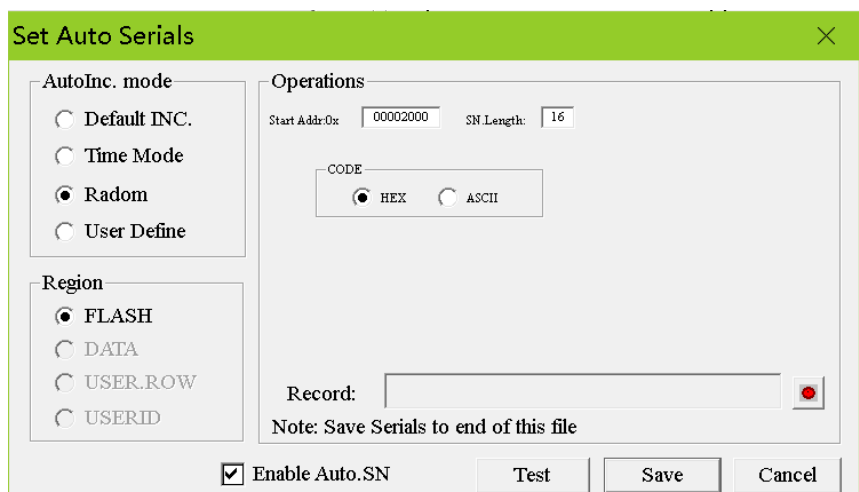 Set Auto Serials
AutoInc. mode
Default INC.
Time Mode
Radom
User Define
Region
FLASH
DATA
USER.ROW
USERID
Operations
Start Addr:0x 00002000 SN.Length: 16
CODE
HEX ASCII
Record:
Note: Save Serials to end of this file
Enable Auto.SN Test Save Cancel